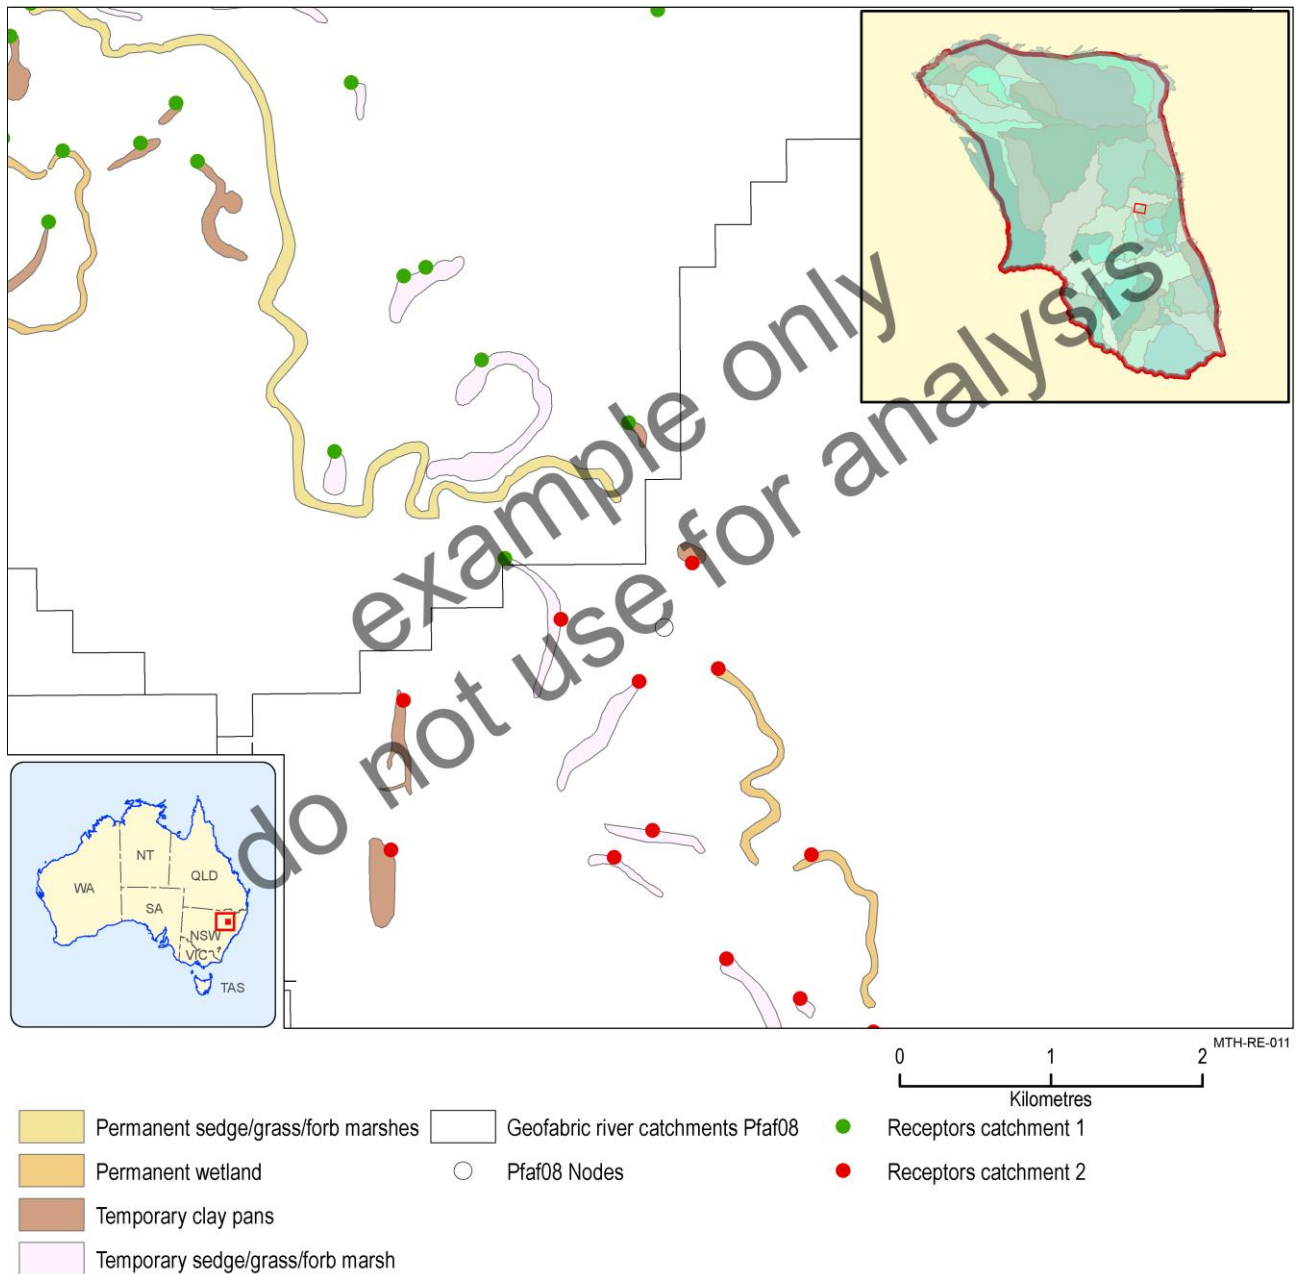 example only
do not use for analysis
NT
QLD
WA
SA
NSW
VIC
TAS
MTH-RE-011
0 1 2
Kilometres
Permanent sedge/grass/forb marshes
Geofabric river catchments Pfaf08
Receptors catchment 1
Permanent wetland
Pfaf08 Nodes
Receptors catchment 2
Temporary clay pans
Temporary sedge/grass/forb marsh